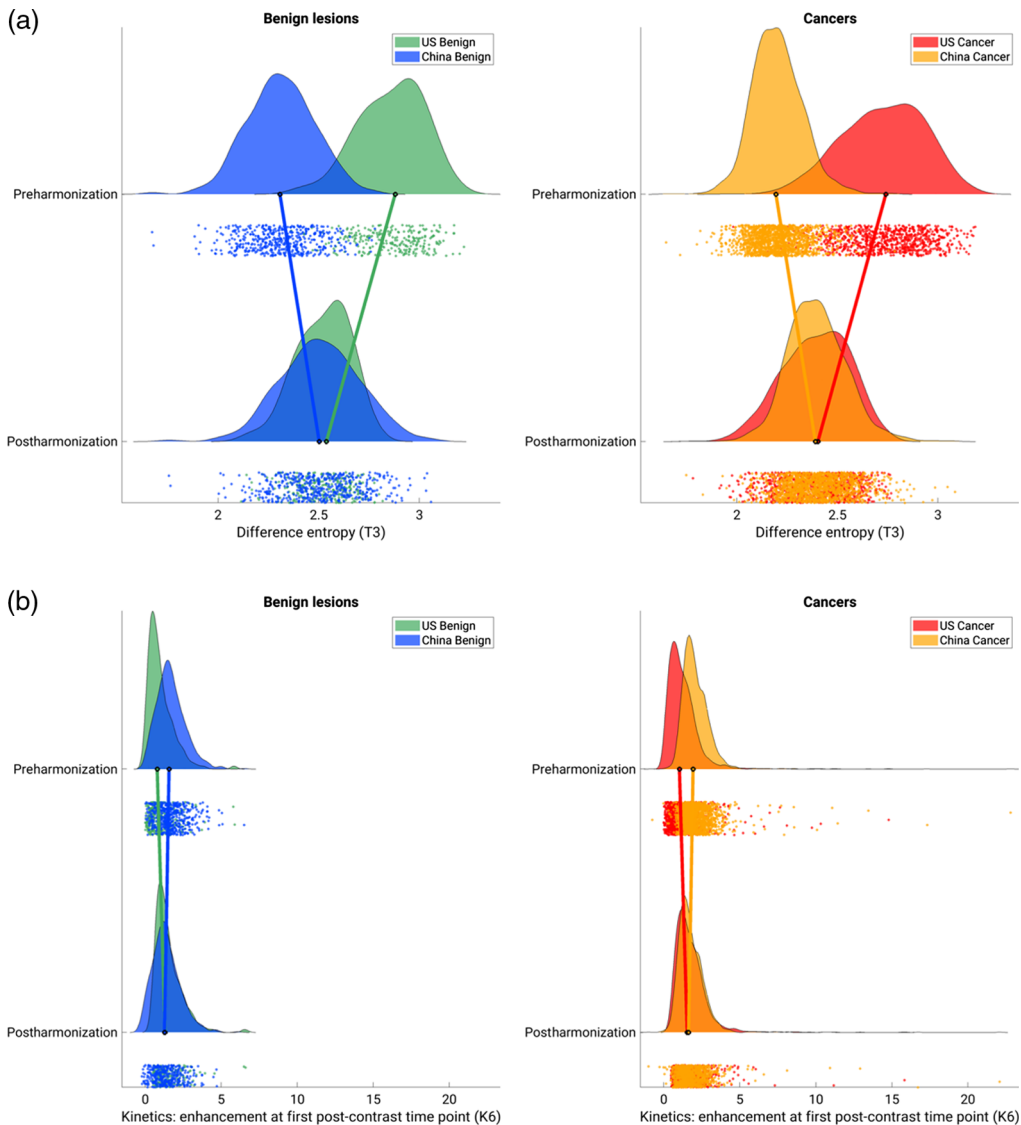 (a)
Benign lesions
US Benign
China Benign
Preharmonization
Postharmonization
2
2.5
3
Difference entropy (T3)
Cancers
US Cancer
China Cancer
Preharmonization
Postharmonization
2
2.5
3
Difference entropy (T3)
(b)
Benign lesions
US Benign
China Benign
Preharmonization
Postharmonization
0
5
10
15
20
Kinetics: enhancement at first post-contrast time point (K6)
Cancers
US Cancer
China Cancer
Preharmonization
Postharmonization
0
5
10
15
20
Kinetics: enhancement at first post-contrast time point (K6)